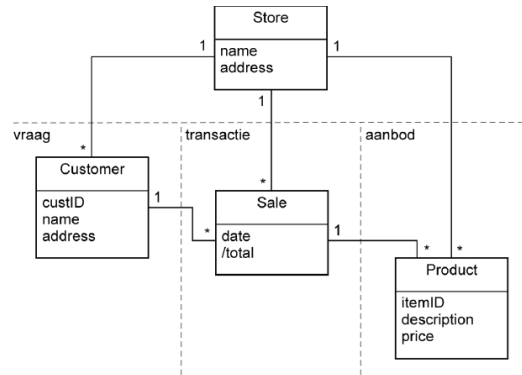 Store
name
address
1
1
1
vraag
transactie
aanbod
*
Customer
custID
name
address
1
*
*
Sale
date
/total
1
*
*
Product
itemID
description
price